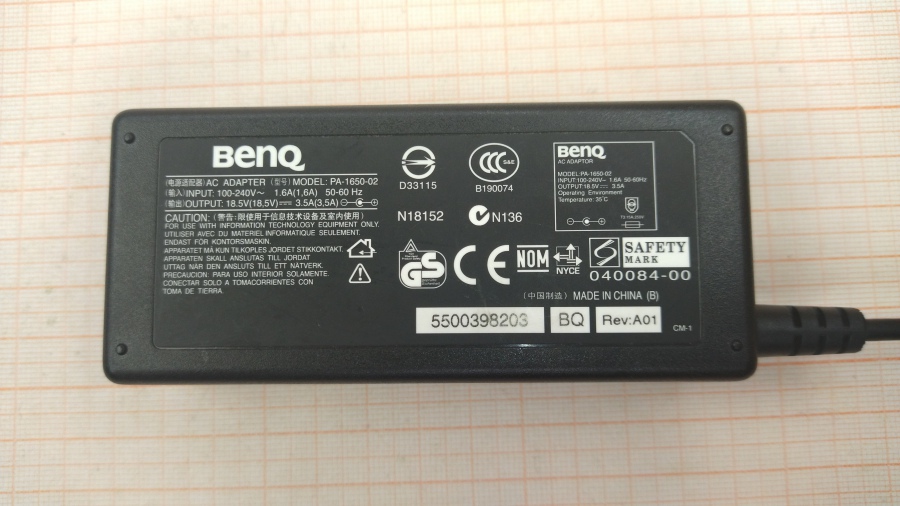 BenQ
(电源适配器) AC ADAPTER (型号) MODEL: PA-1650-02
(输入) INPUT: 100-240V~ 1.6A(1,6A) 50-60 Hz
(输出) OUTPUT: 18.5V(18,5V) 3.5A(3,5A)
CAUTION: (警告:限使用于信息技术设备及室内使用)
FOR USE WITH INFORMATION TECHNOLOGY EQUIPMENT ONLY.
UTILISER AVEC DU MATERIEL INFORMATIQUE SEULEMENT.
ENDAST FÖR KONTORSMASKIN.
APPARATET MÅ KUN TILKOPLES JORDET STIKKONTAKT.
APPARATEN SKALL ANSLUTAS TILL JORDAT
UTTAG NÄR DEN ANSLUTS TILL ETT NÄTVERK.
PRECAUCION: PARA USO INTERIOR SOLAMENTE.
CONECTAR SOLO A TOMACORRIENTES CON
TOMA DE TIERRA.
D33115
CCC S&E
B190074
N18152
N136
BenQ
AC ADAPTOR
MODEL:PA-1650-02
INPUT:100-240V~ 1.6A 50-60Hz
OUTPUT:18.5V 3.5A
Operating Environment
Temperature: 35℃
GS
CE
NOM
NYCE
S SAFETY
MARK
040084-00
(中国制造) MADE IN CHINA (B)
5500398203 BQ Rev:A01
CM-1